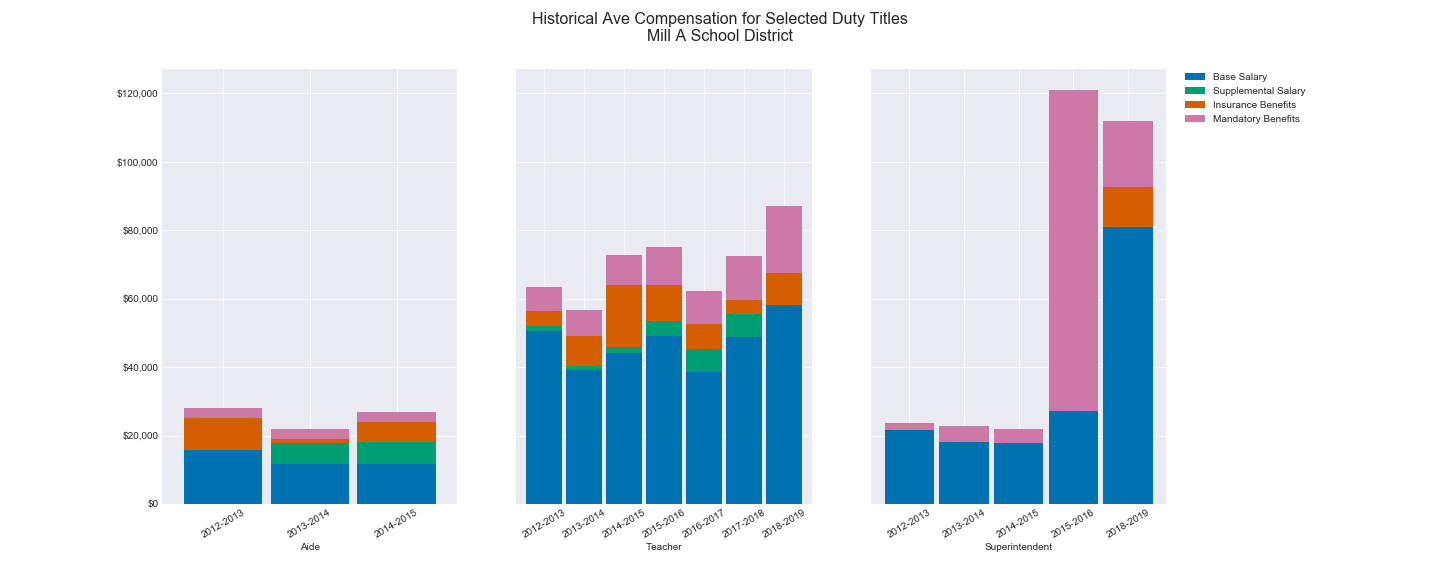 Historical Ave Compensation for Selected Duty Titles
Mill A School District
Base Salary
Supplemental Salary
Insurance Benefits
Mandatory Benefits
$120,000
$100,000
$80,000
$60,000
$40,000
$20,000
$0
2012-2013
2013-2014
2014-2015
Aide
2012-2013
2013-2014
2014-2015
2015-2016
2016-2017
2017-2018
2018-2019
Teacher
2012-2013
2013-2014
2014-2015
2015-2016
2018-2019
Superintendent